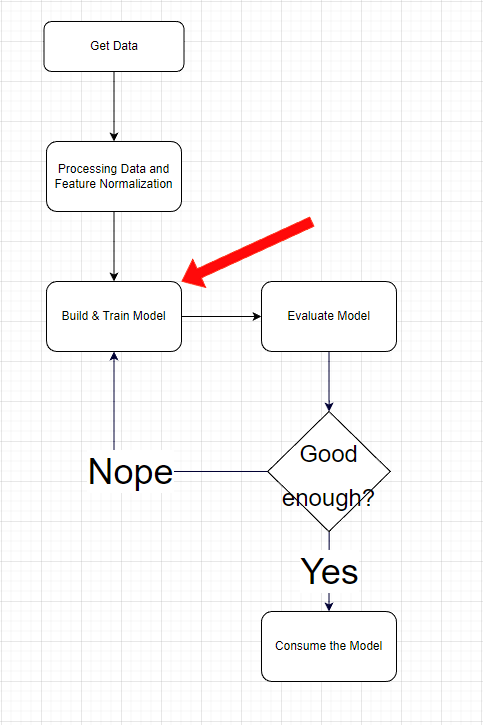 Get Data
Processing Data and
Feature Normalization
Build & Train Model
Evaluate Model
Good
enough?
Nope
Yes
Consume the Model